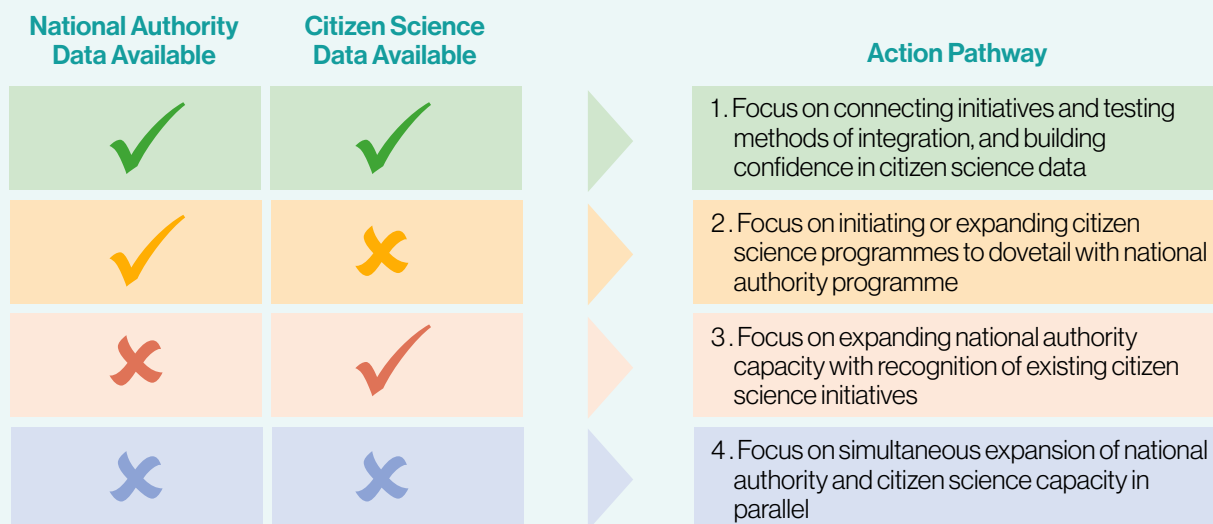 National Authority
Data Available
Citizen Science
Data Available
Action Pathway
1. Focus on connecting initiatives and testing
methods of integration, and building
confidence in citizen science data
2. Focus on initiating or expanding citizen
science programmes to dovetail with national
authority programme
3. Focus on expanding national authority
capacity with recognition of existing citizen
science initiatives
4. Focus on simultaneous expansion of national
authority and citizen science capacity in
parallel